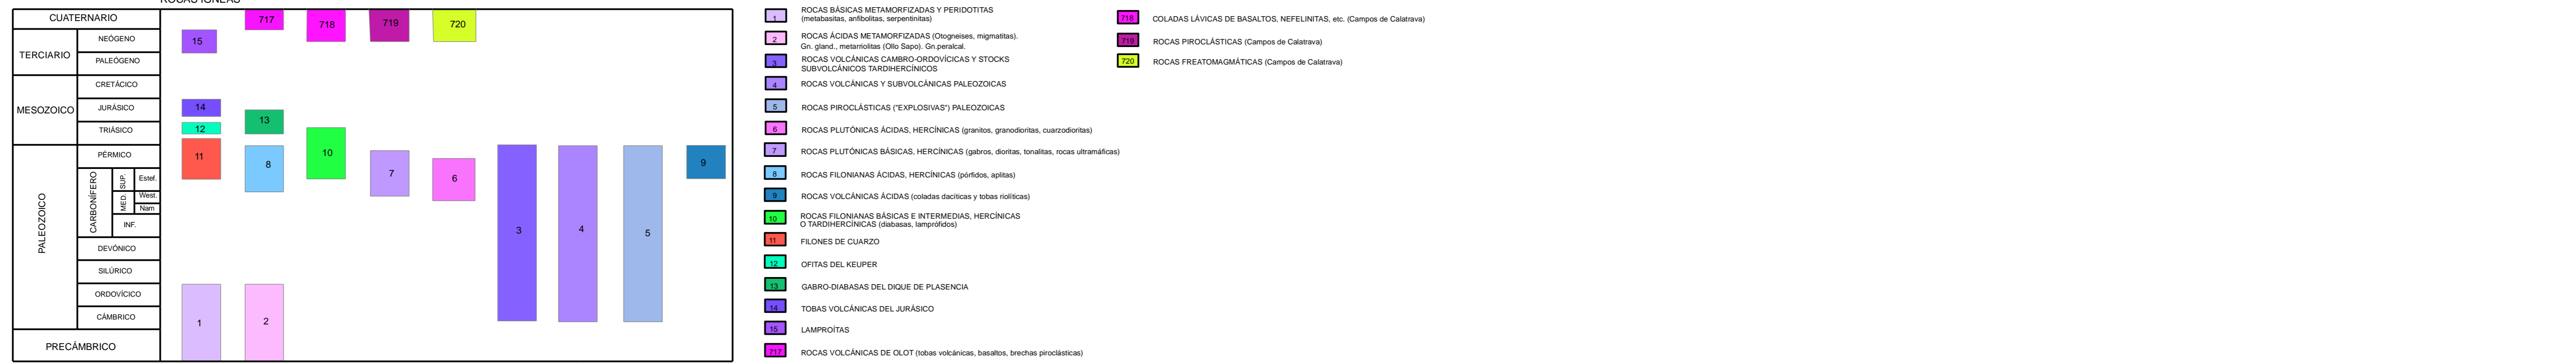 ROCAS ÍGNEAS
CUATERNARIO
TERCIARIO
NEÓGENO
PALEÓGENO
MESOZOICO
CRETÁCICO
JURÁSICO
TRIÁSICO
PALEOZOICO
PÉRMICO
CARBONÍFERO
SUP.
Estef.
MED.
West.
Nam
INF.
DEVÓNICO
SILÚRICO
ORDOVÍCICO
CÁMBRICO
PRECÁMBRICO
717
718
719
720
15
14
12
13
11
8
10
7
6
9
3
4
5
1
2
1 ROCAS BÁSICAS METAMORFIZADAS Y PERIDOTITAS
(metabasitas, anfibolitas, serpentinitas)
2 ROCAS ÁCIDAS METAMORFIZADAS (Otogneises, migmatitas).
Gn. gland., metarriolitas (Ollo Sapo). Gn.peralcal.
3 ROCAS VOLCÁNICAS CAMBRO-ORDOVÍCICAS Y STOCKS
SUBVOLCÁNICOS TARDIHERCÍNICOS
4 ROCAS VOLCÁNICAS Y SUBVOLCÁNICAS PALEOZOICAS
5 ROCAS PIROCLÁSTICAS ("EXPLOSIVAS") PALEOZOICAS
6 ROCAS PLUTÓNICAS ÁCIDAS, HERCÍNICAS (granitos, granodioritas, cuarzodioritas)
7 ROCAS PLUTÓNICAS BÁSICAS, HERCÍNICAS (gabros, dioritas, tonalitas, rocas ultramáficas)
8 ROCAS FILONIANAS ÁCIDAS, HERCÍNICAS (pórfidos, aplitas)
9 ROCAS VOLCÁNICAS ÁCIDAS (coladas dacíticas y tobas riolíticas)
10 ROCAS FILONIANAS BÁSICAS E INTERMEDIAS, HERCÍNICAS
O TARDIHERCÍNICAS (diabasas, lamprófidos)
11 FILONES DE CUARZO
12 OFITAS DEL KEUPER
13 GABRO-DIABASAS DEL DIQUE DE PLASENCIA
14 TOBAS VOLCÁNICAS DEL JURÁSICO
15 LAMPROÍTAS
717 ROCAS VOLCÁNICAS DE OLOT (tobas volcánicas, basaltos, brechas piroclásticas)
718 COLADAS LÁVICAS DE BASALTOS, NEFELINITAS, etc. (Campos de Calatrava)
719 ROCAS PIROCLÁSTICAS (Campos de Calatrava)
720 ROCAS FREATOMAGMÁTICAS (Campos de Calatrava)